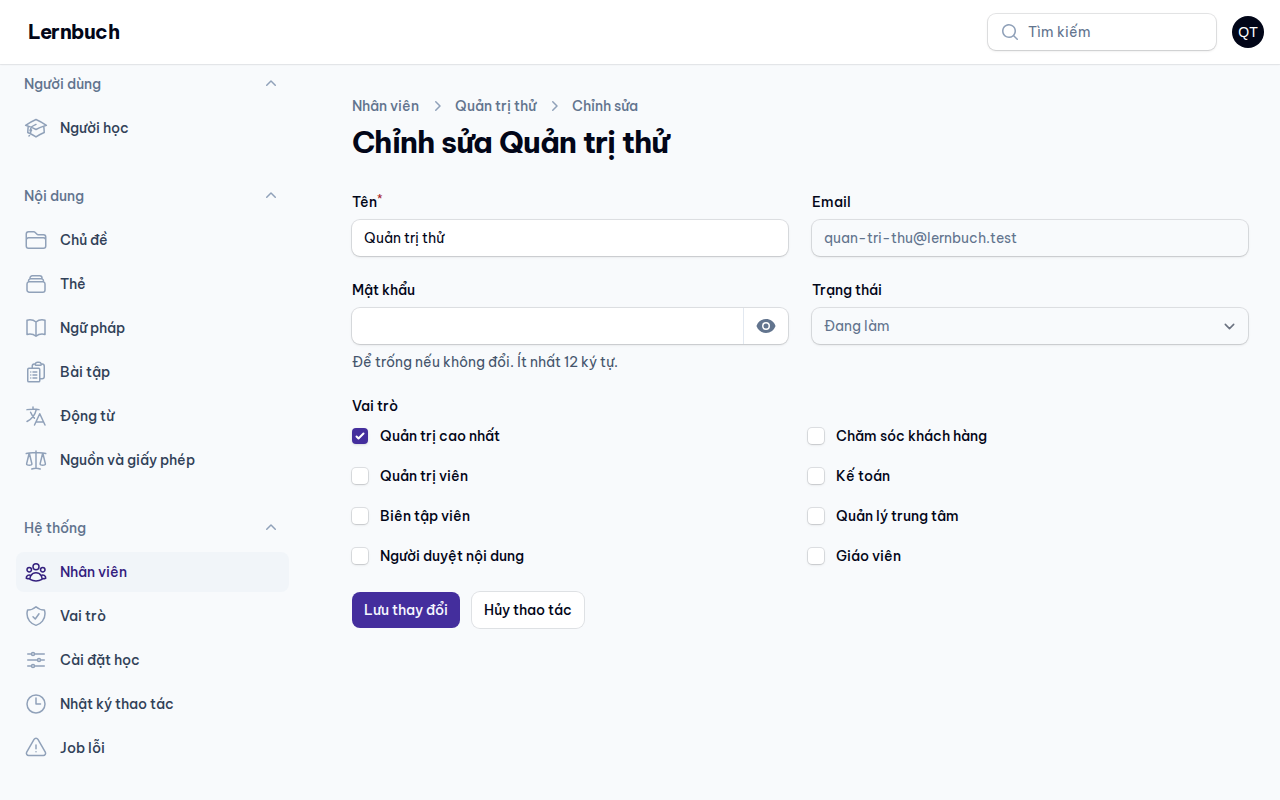 Lernbuch
Tìm kiếm
QT
Người dùng
Người học
Nội dung
Chủ đề
Thẻ
Ngữ pháp
Bài tập
Động từ
Nguồn và giấy phép
Hệ thống
Nhân viên
Vai trò
Cài đặt học
Nhật ký thao tác
Job lỗi
Nhân viên > Quản trị thử > Chỉnh sửa
Chỉnh sửa Quản trị thử
Tên*
Quản trị thử
Email
quan-tri-thu@lernbuch.test
Mật khẩu
Để trống nếu không đổi. Ít nhất 12 ký tự.
Trạng thái
Đang làm
Vai trò
Quản trị cao nhất
Quản trị viên
Biên tập viên
Người duyệt nội dung
Chăm sóc khách hàng
Kế toán
Quản lý trung tâm
Giáo viên
Lưu thay đổi
Hủy thao tác